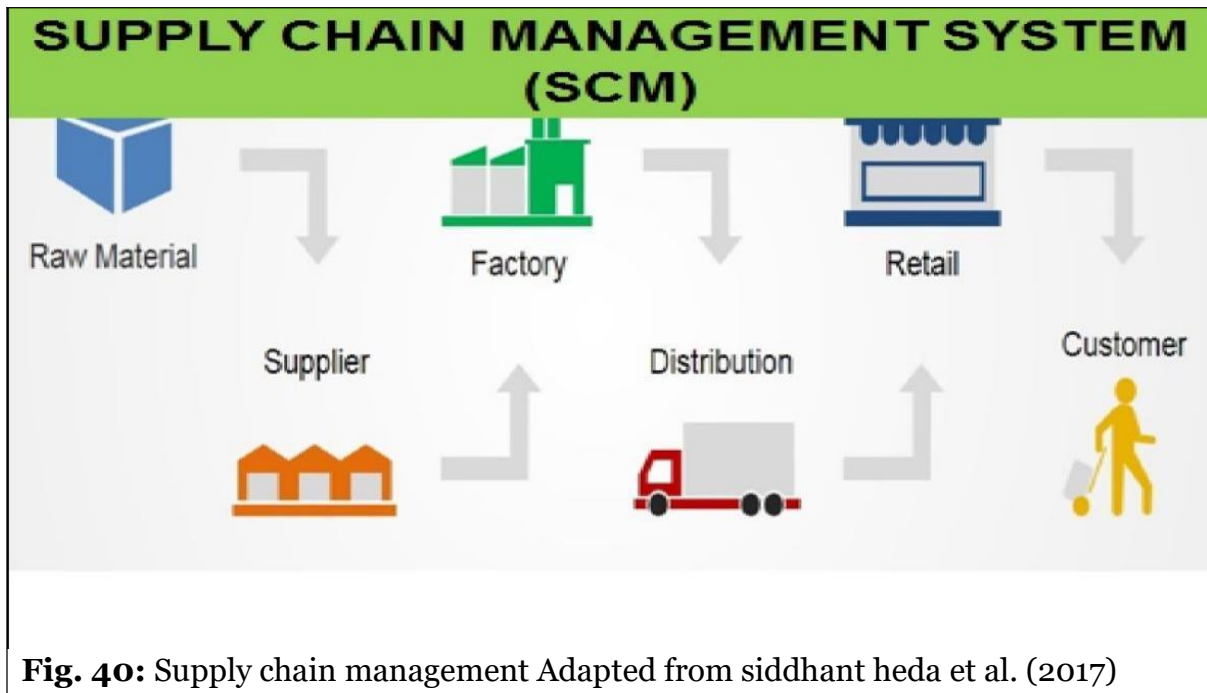 SUPPLY CHAIN MANAGEMENT SYSTEM
(SCM)
Raw Material
Factory
Retail
Supplier
Distribution
Customer
Fig. 40: Supply chain management Adapted from siddhant heda et al. (2017)